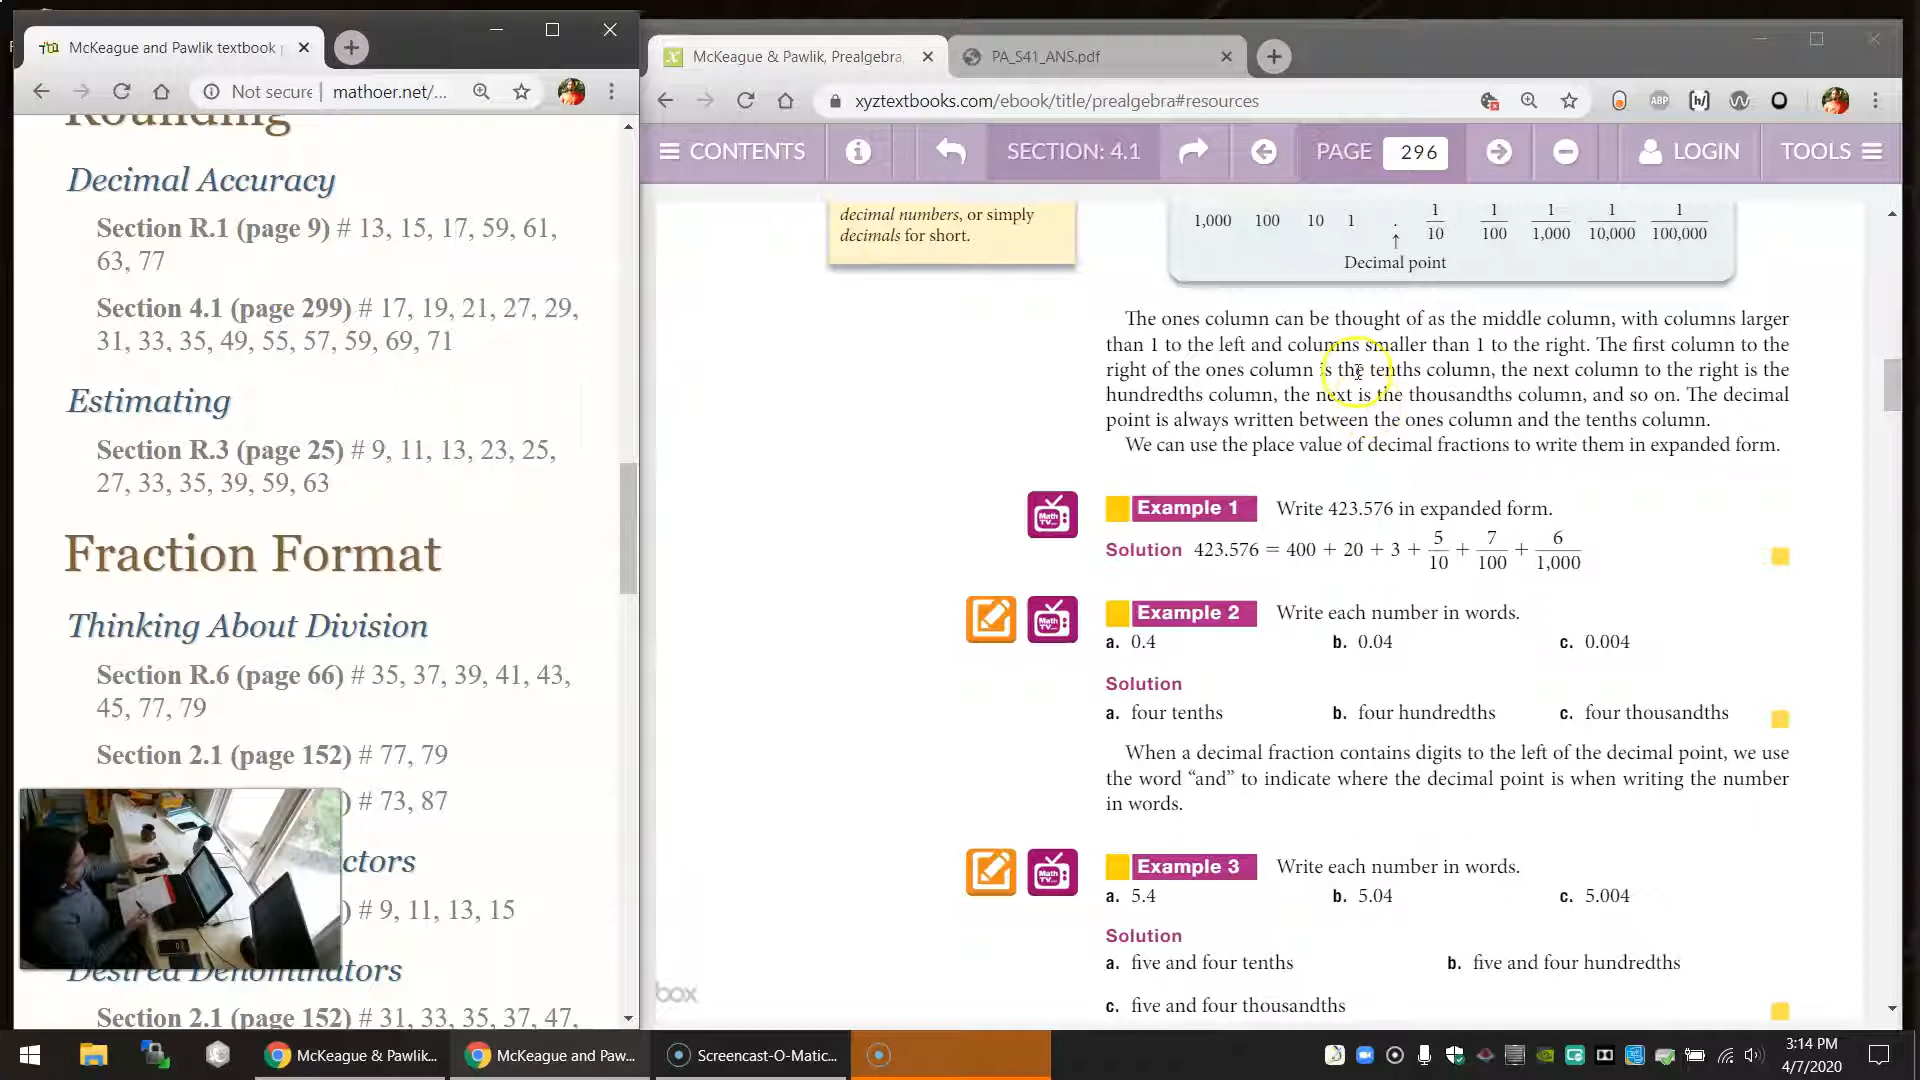 McKeague and Pawlik textbook p
Not secure | mathoer.net/...
Rounding
Decimal Accuracy
Section R.1 (page 9) # 13, 15, 17, 59, 61,
63, 77
Section 4.1 (page 299) # 17, 19, 21, 27, 29,
31, 33, 35, 49, 55, 57, 59, 69, 71
Estimating
Section R.3 (page 25) # 9, 11, 13, 23, 25,
27, 33, 35, 39, 59, 63
Fraction Format
Thinking About Division
Section R.6 (page 66) # 35, 37, 39, 41, 43,
45, 77, 79
Section 2.1 (page 152) # 77, 79
) # 73, 87
ctors
) # 9, 11, 13, 15
Desired Denominators
Section 2.1 (page 152) # 31, 33, 35, 37, 47,
McKeague & Pawlik, Prealgebra,
PA_S41_ANS.pdf
xyztextbooks.com/ebook/title/prealgebra#resources
CONTENTS
SECTION: 4.1
PAGE 296
LOGIN
TOOLS
decimal numbers, or simply
decimals for short.
1,000 100 10 1 . 1/10 1/100 1/1,000 1/10,000 1/100,000
Decimal point
The ones column can be thought of as the middle column, with columns larger
than 1 to the left and columns smaller than 1 to the right. The first column to the
right of the ones column is the tenths column, the next column to the right is the
hundredths column, the next is the thousandths column, and so on. The decimal
point is always written between the ones column and the tenths column.
We can use the place value of decimal fractions to write them in expanded form.
Math TV.com
Example 1 Write 423.576 in expanded form.
Solution 423.576 = 400 + 20 + 3 + 5/10 + 7/100 + 6/1,000
Math TV.com
Example 2 Write each number in words.
a. 0.4 b. 0.04 c. 0.004
Solution
a. four tenths b. four hundredths c. four thousandths
When a decimal fraction contains digits to the left of the decimal point, we use
the word “and” to indicate where the decimal point is when writing the number
in words.
Math TV.com
Example 3 Write each number in words.
a. 5.4 b. 5.04 c. 5.004
Solution
a. five and four tenths b. five and four hundredths
c. five and four thousandths
box
McKeague & Pawlik...
McKeague and Paw...
Screencast-O-Matic...
3:14 PM
4/7/2020